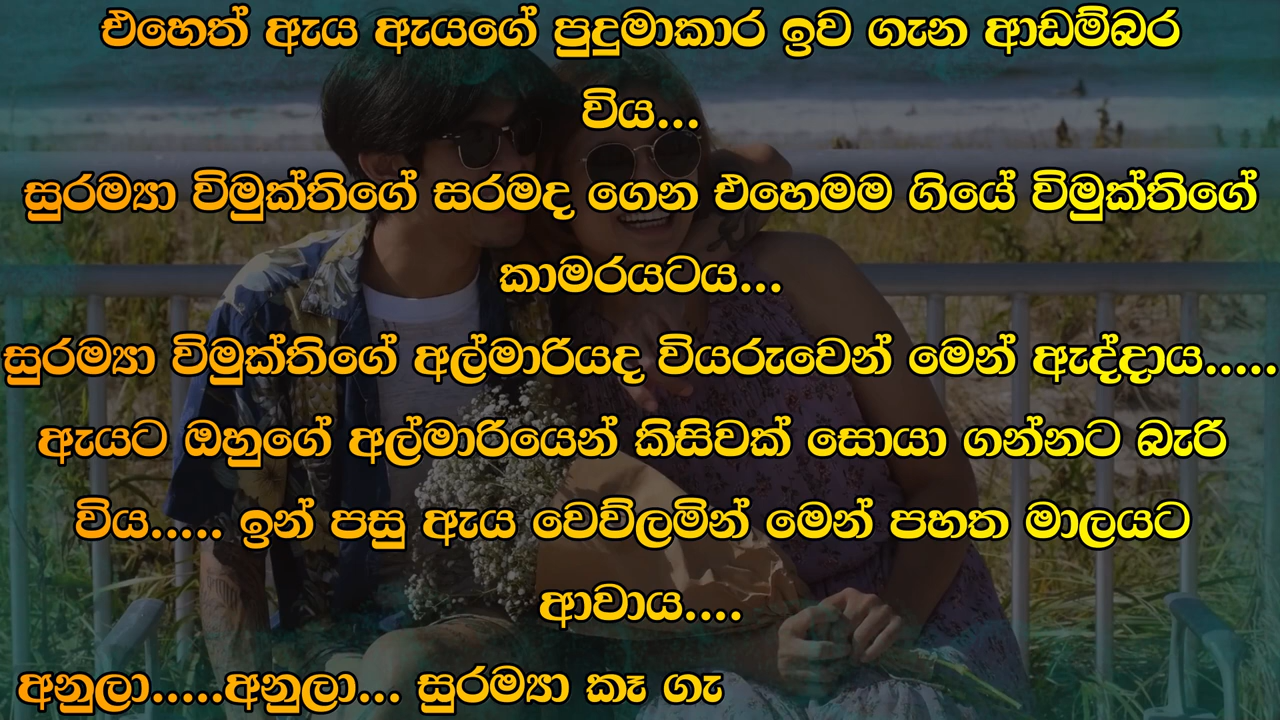 එහෙත් ඇය ඇයගේ පුදුමාකාර ඉව ගැන ආඩම්බර
විය...
සුරම්‍යා විමුක්තිගේ සරමද ගෙන එහෙමම ගියේ විමුක්තිගේ
කාමරයටය...
සුරම්‍යා විමුක්තිගේ අල්මාරියද වියරුවෙන් මෙන් ඇද්දාය.....
ඇයට ඔහුගේ අල්මාරියෙන් කිසිවක් සොයා ගන්නට බැරි
විය..... ඉන් පසු ඇය වෙව්ලමින් මෙන් පහත මාලයට
ආවාය....
අනුලා.....අනුලා... සුරම්‍යා කෑ ගැ